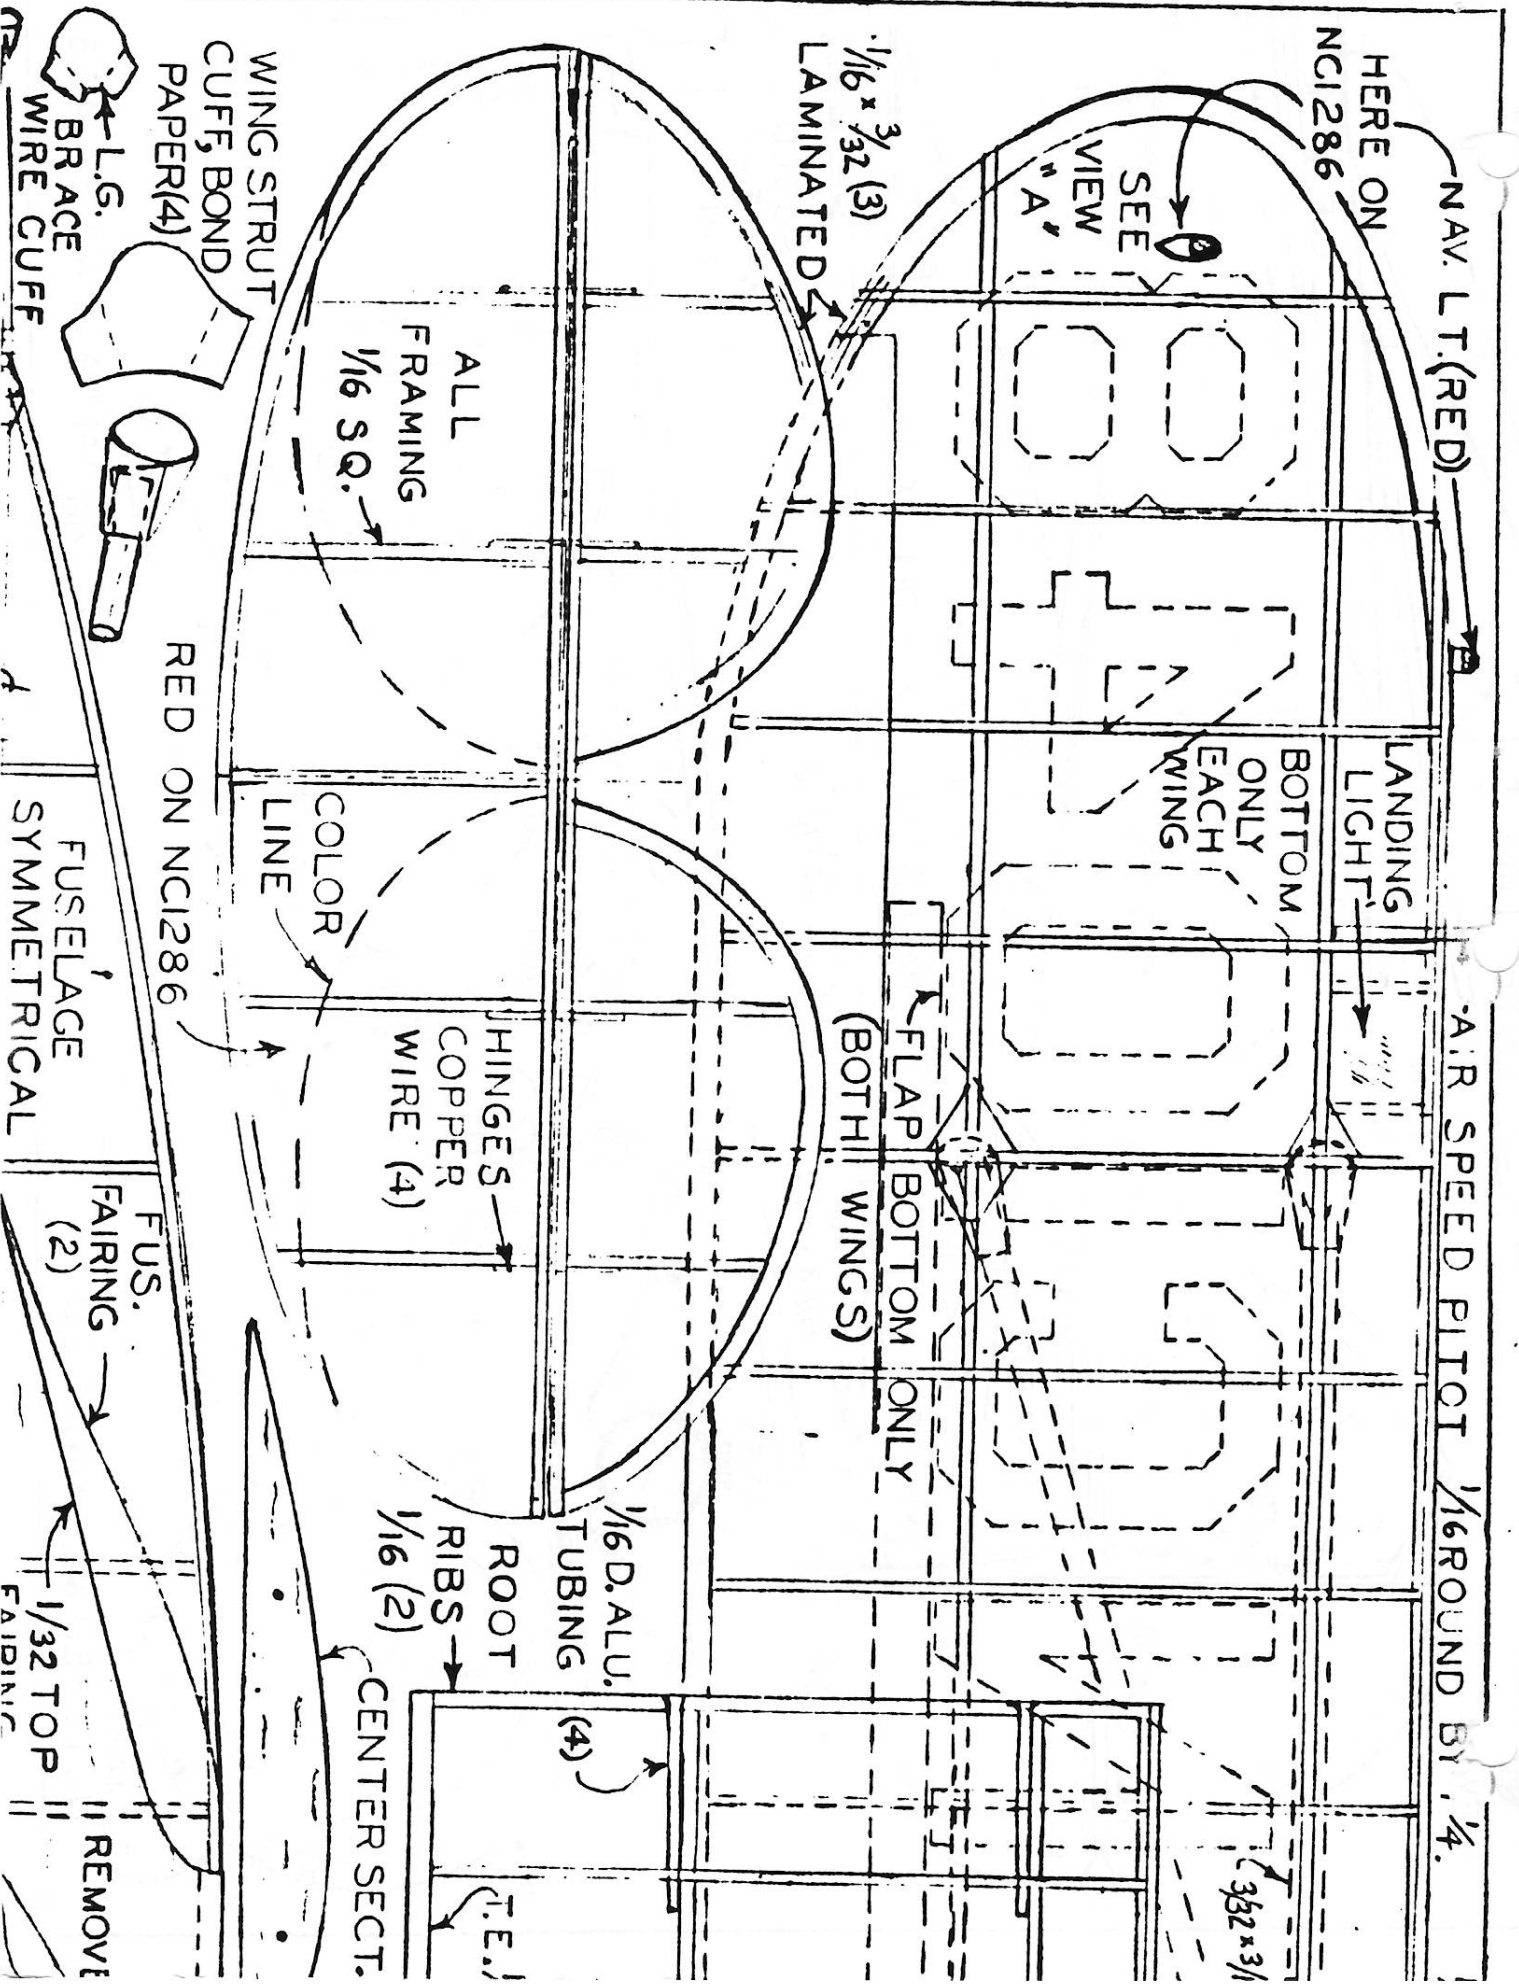 NAV. LT.(RED)
AIR SPEED PITOT 1/16 ROUND BY 1/4.
HERE ON
NC1286
LANDING
LIGHT
BOTTOM
ONLY
EACH
WING
SEE
VIEW
"A"
3/32 x 3/
1/16 x 3/32 (3)
LAMINATED
FLAP BOTTOM ONLY
(BOTH WINGS)
1/16 D. ALU.
TUBING
(4)
ROOT
RIBS
1/16 (2)
T.E.
ALL
FRAMING
1/16 SQ.
HINGES
COPPER
WIRE (4)
CENTER SECT.
COLOR
LINE
RED ON NC1286
WING STRUT
CUFF, BOND
PAPER(4)
L.G.
BRACE
WIRE CUFF
FUSELAGE
SYMMETRICAL
FUS.
FAIRING
(2)
REMOVE
1/32 TOP
FAIRING